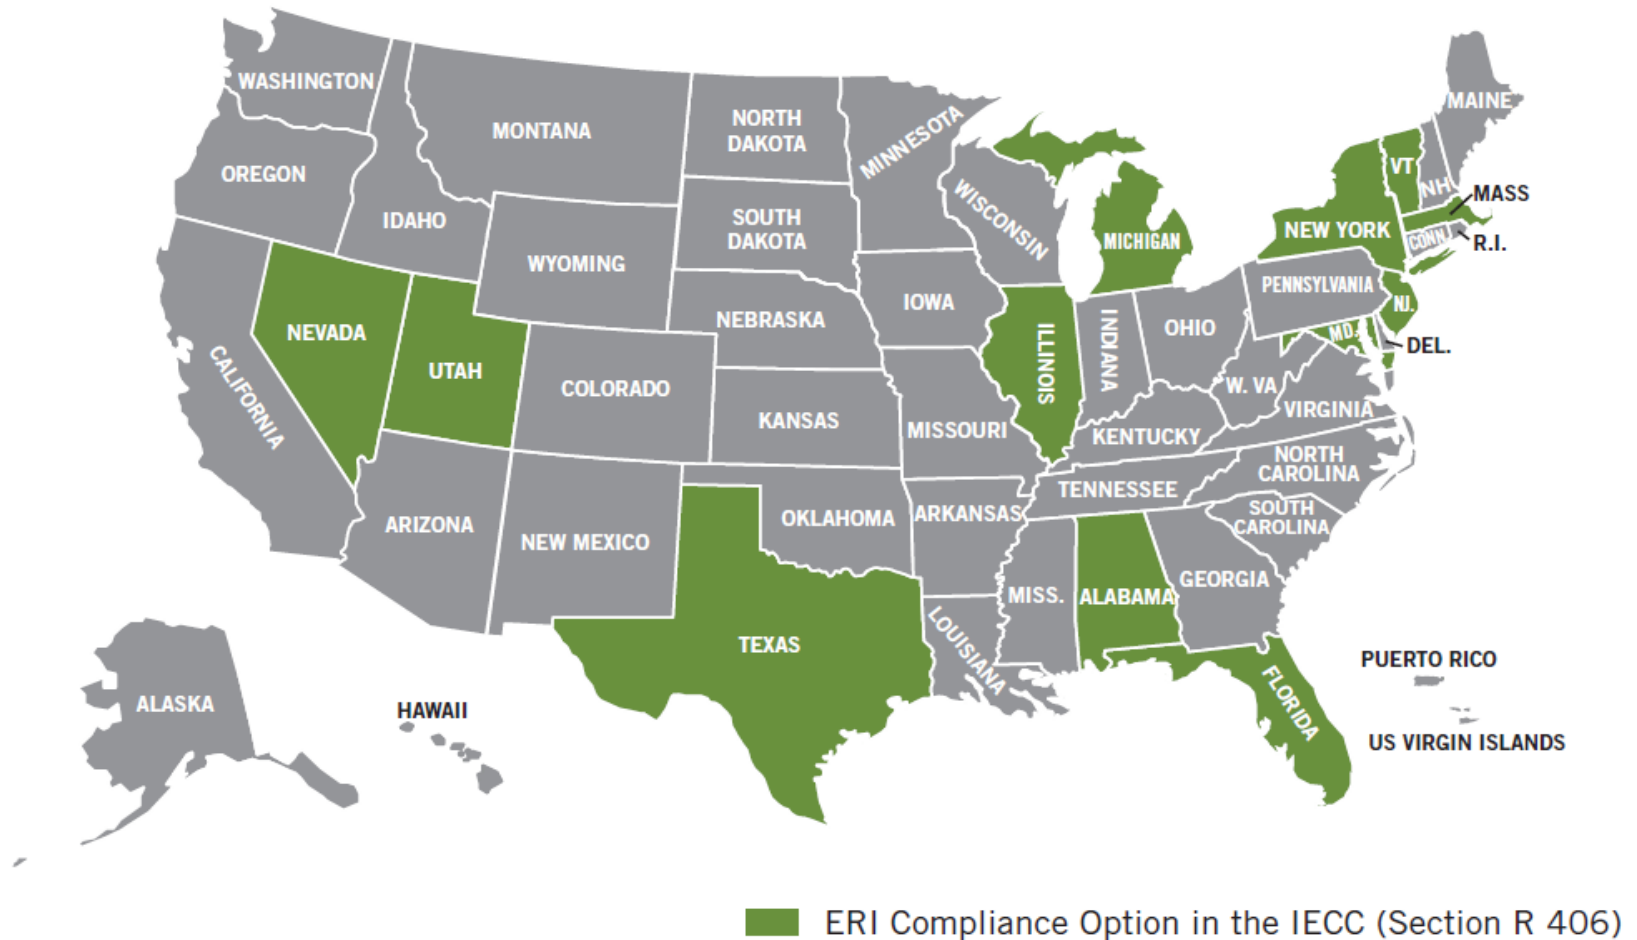 WASHINGTON
MAINE
MONTANA
NORTH
DAKOTA
MINNESOTA
OREGON
VT
NH
MASS
IDAHO
SOUTH
DAKOTA
WISCONSIN
MICHIGAN
NEW YORK
CONN
R.I.
WYOMING
IOWA
PENNSYLVANIA
NJ.
NEVADA
NEBRASKA
ILLINOIS
INDIANA
OHIO
MD.
DEL.
UTAH
CALIFORNIA
COLORADO
W. VA
KANSAS
MISSOURI
KENTUCKY
VIRGINIA
NORTH
CAROLINA
TENNESSEE
ARIZONA
NEW MEXICO
OKLAHOMA
ARKANSAS
SOUTH
CAROLINA
MISS.
ALABAMA
GEORGIA
TEXAS
LOUISIANA
FLORIDA
PUERTO RICO
ALASKA
HAWAII
US VIRGIN ISLANDS
ERI Compliance Option in the IECC (Section R 406)